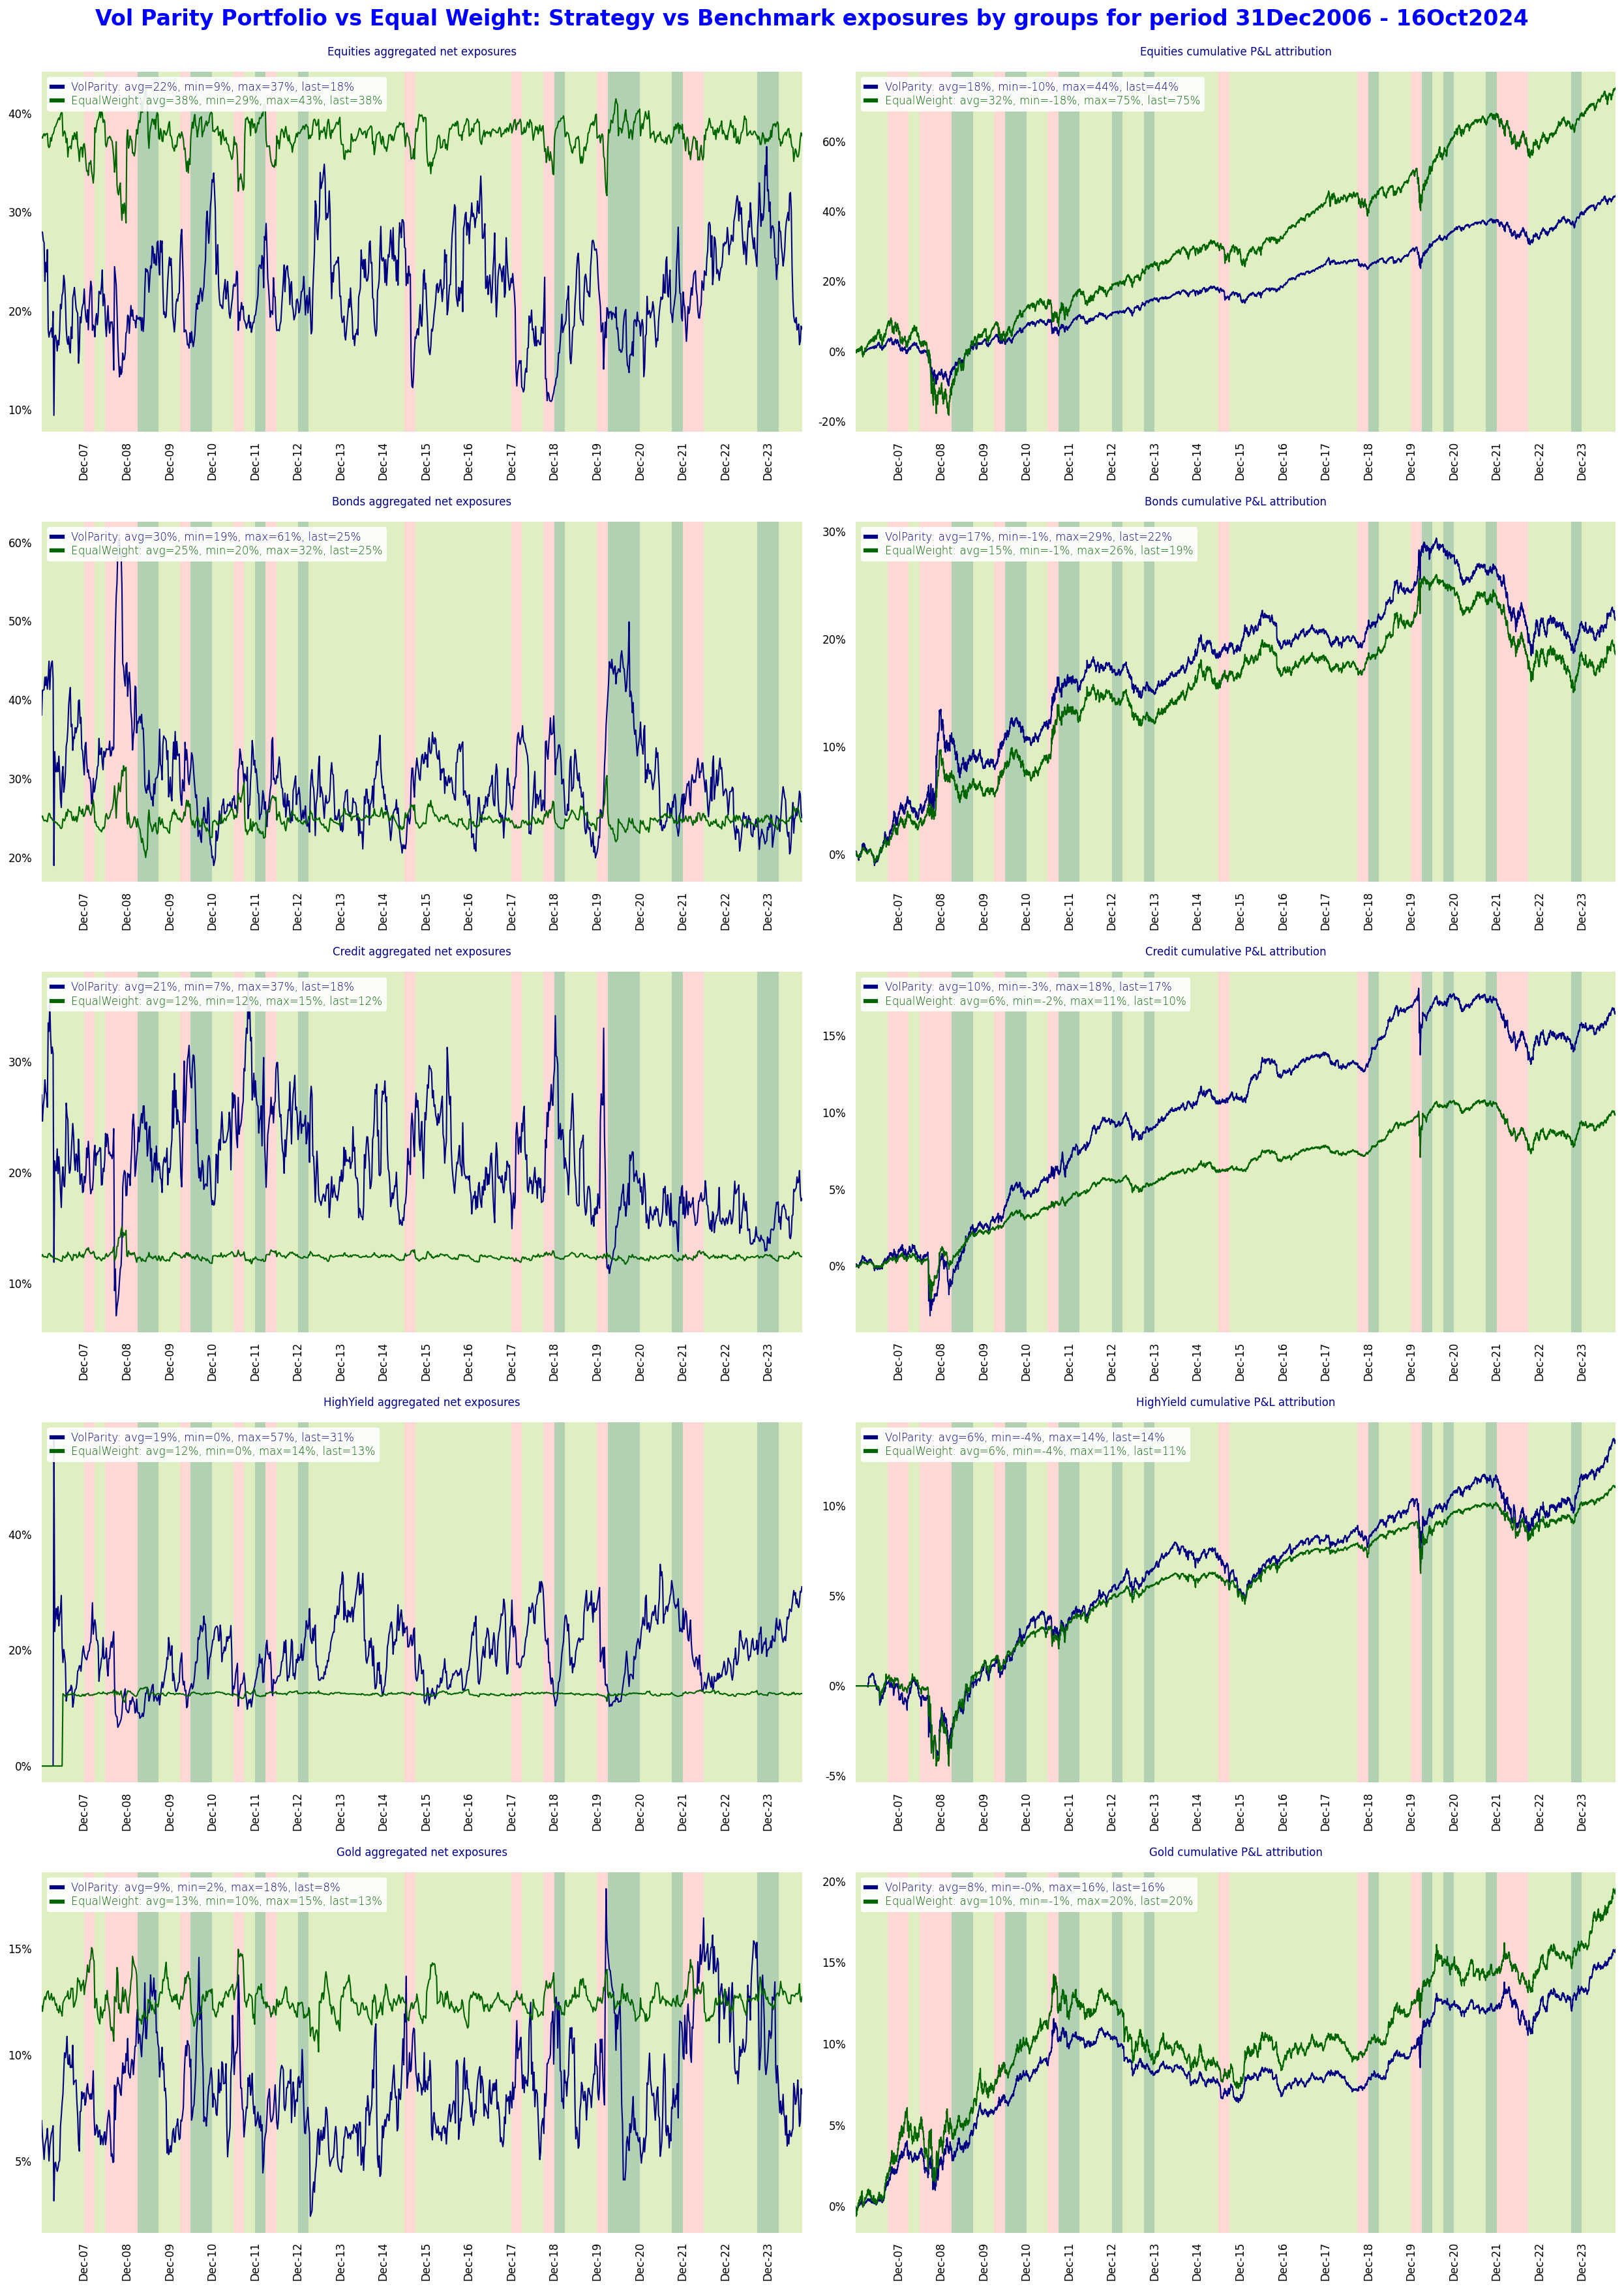 Vol Parity Portfolio vs Equal Weight: Strategy vs Benchmark exposures by groups for period 31Dec2006 - 16Oct2024
Equities aggregated net exposures
VolParity: avg=22%, min=9%, max=37%, last=18%
EqualWeight: avg=38%, min=29%, max=43%, last=38%
40%
30%
20%
10%
Dec-07
Dec-08
Dec-09
Dec-10
Dec-11
Dec-12
Dec-13
Dec-14
Dec-15
Dec-16
Dec-17
Dec-18
Dec-19
Dec-20
Dec-21
Dec-22
Dec-23
Equities cumulative P&L attribution
VolParity: avg=18%, min=-10%, max=44%, last=44%
EqualWeight: avg=32%, min=-18%, max=75%, last=75%
60%
40%
20%
0%
-20%
Dec-07
Dec-08
Dec-09
Dec-10
Dec-11
Dec-12
Dec-13
Dec-14
Dec-15
Dec-16
Dec-17
Dec-18
Dec-19
Dec-20
Dec-21
Dec-22
Dec-23
Bonds aggregated net exposures
VolParity: avg=30%, min=19%, max=61%, last=25%
EqualWeight: avg=25%, min=20%, max=32%, last=25%
60%
50%
40%
30%
20%
Dec-07
Dec-08
Dec-09
Dec-10
Dec-11
Dec-12
Dec-13
Dec-14
Dec-15
Dec-16
Dec-17
Dec-18
Dec-19
Dec-20
Dec-21
Dec-22
Dec-23
Bonds cumulative P&L attribution
VolParity: avg=17%, min=-1%, max=29%, last=22%
EqualWeight: avg=15%, min=-1%, max=26%, last=19%
30%
20%
10%
0%
Dec-07
Dec-08
Dec-09
Dec-10
Dec-11
Dec-12
Dec-13
Dec-14
Dec-15
Dec-16
Dec-17
Dec-18
Dec-19
Dec-20
Dec-21
Dec-22
Dec-23
Credit aggregated net exposures
VolParity: avg=21%, min=7%, max=37%, last=18%
EqualWeight: avg=12%, min=12%, max=15%, last=12%
30%
20%
10%
Dec-07
Dec-08
Dec-09
Dec-10
Dec-11
Dec-12
Dec-13
Dec-14
Dec-15
Dec-16
Dec-17
Dec-18
Dec-19
Dec-20
Dec-21
Dec-22
Dec-23
Credit cumulative P&L attribution
VolParity: avg=10%, min=-3%, max=18%, last=17%
EqualWeight: avg=6%, min=-2%, max=11%, last=10%
15%
10%
5%
0%
Dec-07
Dec-08
Dec-09
Dec-10
Dec-11
Dec-12
Dec-13
Dec-14
Dec-15
Dec-16
Dec-17
Dec-18
Dec-19
Dec-20
Dec-21
Dec-22
Dec-23
HighYield aggregated net exposures
VolParity: avg=19%, min=0%, max=57%, last=31%
EqualWeight: avg=12%, min=0%, max=14%, last=13%
40%
20%
0%
Dec-07
Dec-08
Dec-09
Dec-10
Dec-11
Dec-12
Dec-13
Dec-14
Dec-15
Dec-16
Dec-17
Dec-18
Dec-19
Dec-20
Dec-21
Dec-22
Dec-23
HighYield cumulative P&L attribution
VolParity: avg=6%, min=-4%, max=14%, last=14%
EqualWeight: avg=6%, min=-4%, max=11%, last=11%
10%
5%
0%
-5%
Dec-07
Dec-08
Dec-09
Dec-10
Dec-11
Dec-12
Dec-13
Dec-14
Dec-15
Dec-16
Dec-17
Dec-18
Dec-19
Dec-20
Dec-21
Dec-22
Dec-23
Gold aggregated net exposures
VolParity: avg=9%, min=2%, max=18%, last=8%
EqualWeight: avg=13%, min=10%, max=15%, last=13%
15%
10%
5%
Dec-07
Dec-08
Dec-09
Dec-10
Dec-11
Dec-12
Dec-13
Dec-14
Dec-15
Dec-16
Dec-17
Dec-18
Dec-19
Dec-20
Dec-21
Dec-22
Dec-23
Gold cumulative P&L attribution
VolParity: avg=8%, min=-0%, max=16%, last=16%
EqualWeight: avg=10%, min=-1%, max=20%, last=20%
20%
15%
10%
5%
0%
Dec-07
Dec-08
Dec-09
Dec-10
Dec-11
Dec-12
Dec-13
Dec-14
Dec-15
Dec-16
Dec-17
Dec-18
Dec-19
Dec-20
Dec-21
Dec-22
Dec-23